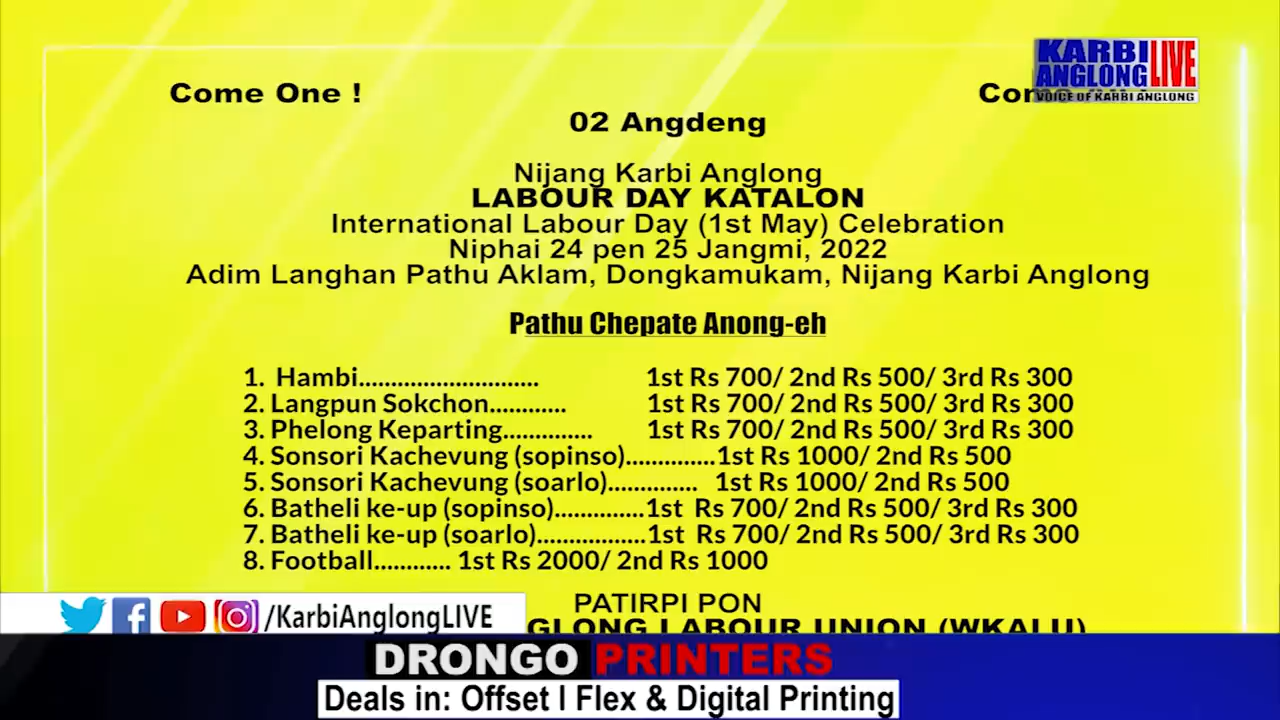 KARBI
ANGLONG LIVE
VOICE OF KARBI ANGLONG
Come One !
02 Angdeng
Nijang Karbi Anglong
LABOUR DAY KATALON
International Labour Day (1st May) Celebration
Niphai 24 pen 25 Jangmi, 2022
Adim Langhan Pathu Aklam, Dongkamukam, Nijang Karbi Anglong
Pathu Chepate Anong-eh
1. Hambi............................ 1st Rs 700/ 2nd Rs 500/ 3rd Rs 300
2. Langpun Sokchon............ 1st Rs 700/ 2nd Rs 500/ 3rd Rs 300
3. Phelong Keparting.............. 1st Rs 700/ 2nd Rs 500/ 3rd Rs 300
4. Sonsori Kachevung (sopinso)..............1st Rs 1000/ 2nd Rs 500
5. Sonsori Kachevung (soarlo).............. 1st Rs 1000/ 2nd Rs 500
6. Batheli ke-up (sopinso)..............1st Rs 700/ 2nd Rs 500/ 3rd Rs 300
7. Batheli ke-up (soarlo).................1st Rs 700/ 2nd Rs 500/ 3rd Rs 300
8. Football............ 1st Rs 2000/ 2nd Rs 1000
PATIRPI PON
LABOUR UNION (WKALU)
/KarbiAnglongLIVE
DRONGO PRINTERS
Deals in: Offset l Flex & Digital Printing